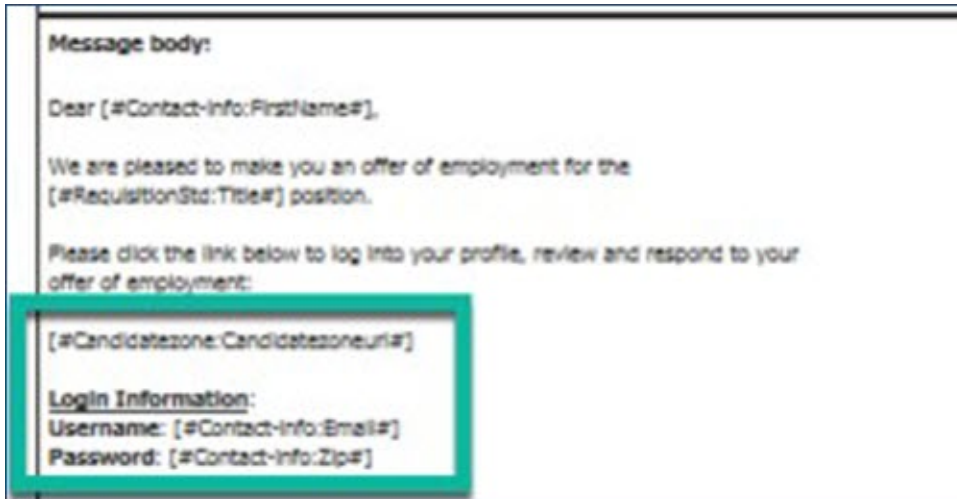 Message body:
Dear [#Contact-Info:FirstName#],
We are pleased to make you an offer of employment for the
[#RequisitionStd:Title#] position.
Please click the link below to log into your profile, review and respond to your
offer of employment:
[#Candidatezone:Candidatezoneurl#]
Login Information:
Username: [#Contact-Info:Email#]
Password: [#Contact-Info:Zip#]